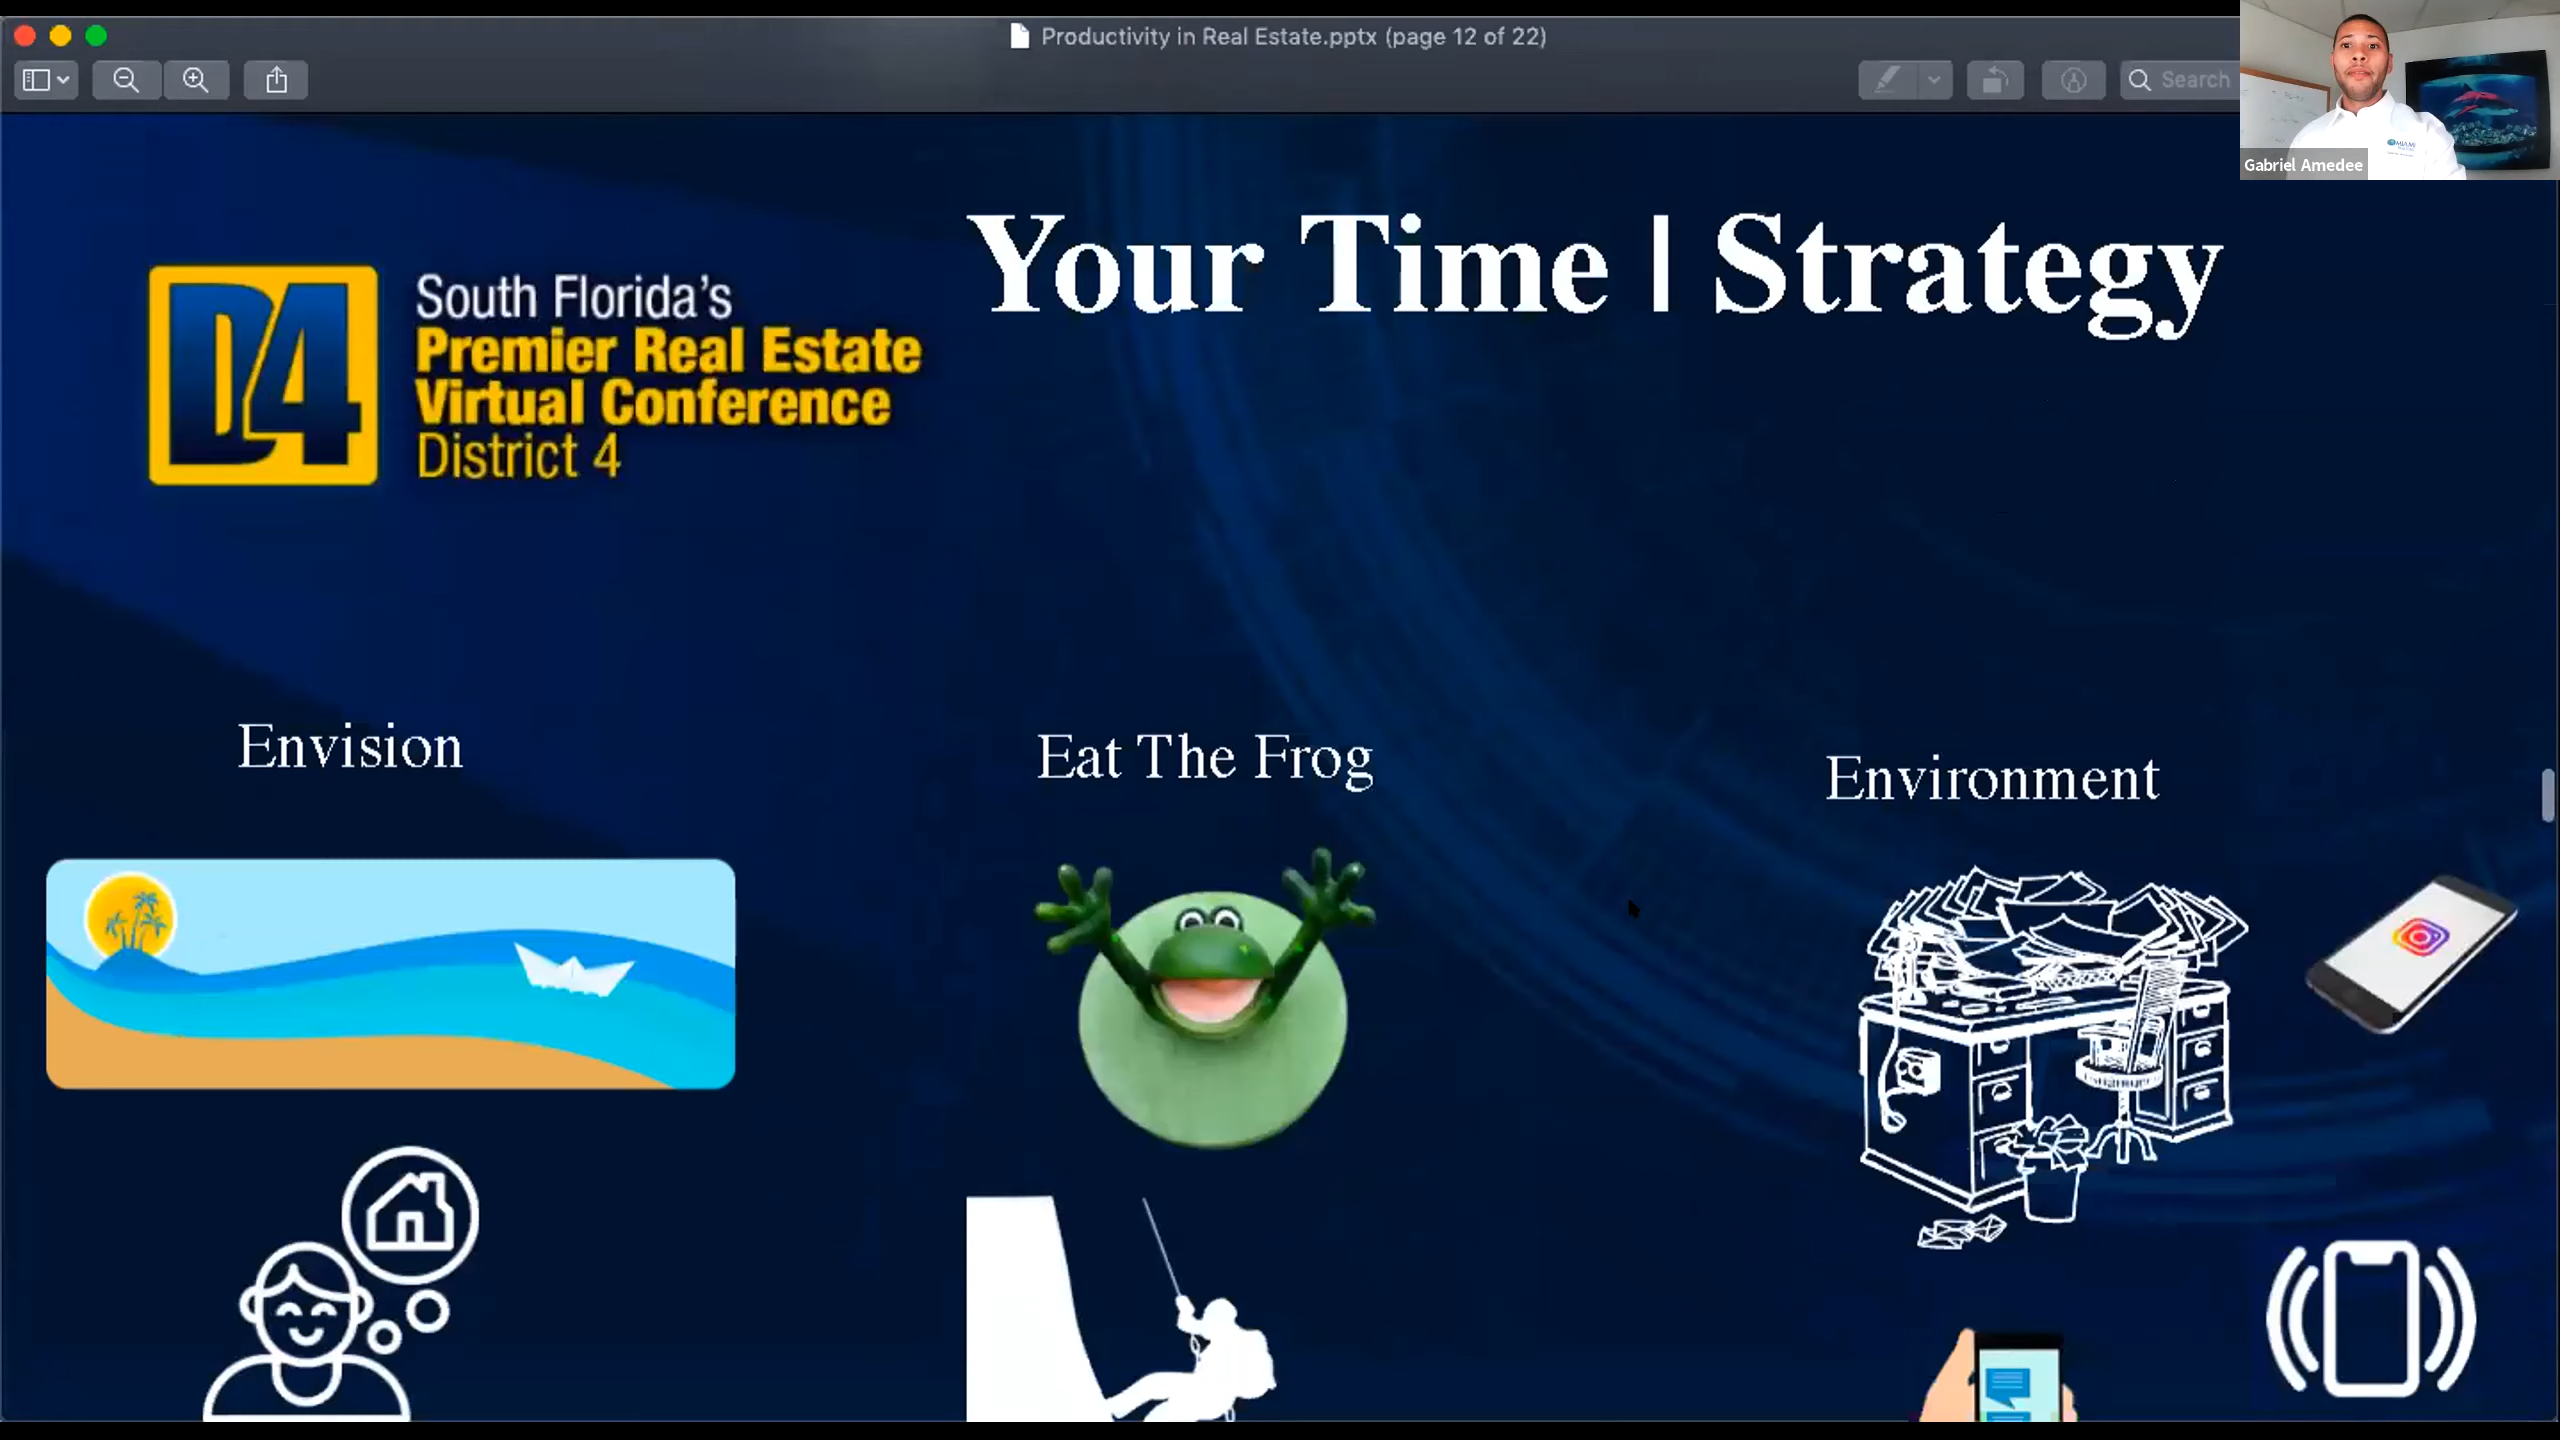 Productivity in Real Estate.pptx (page 12 of 22)
Search
MIAMI
Gabriel Amedee
Your Time | Strategy
D4
South Florida's
Premier Real Estate
Virtual Conference
District 4
Envision
Eat The Frog
Environment